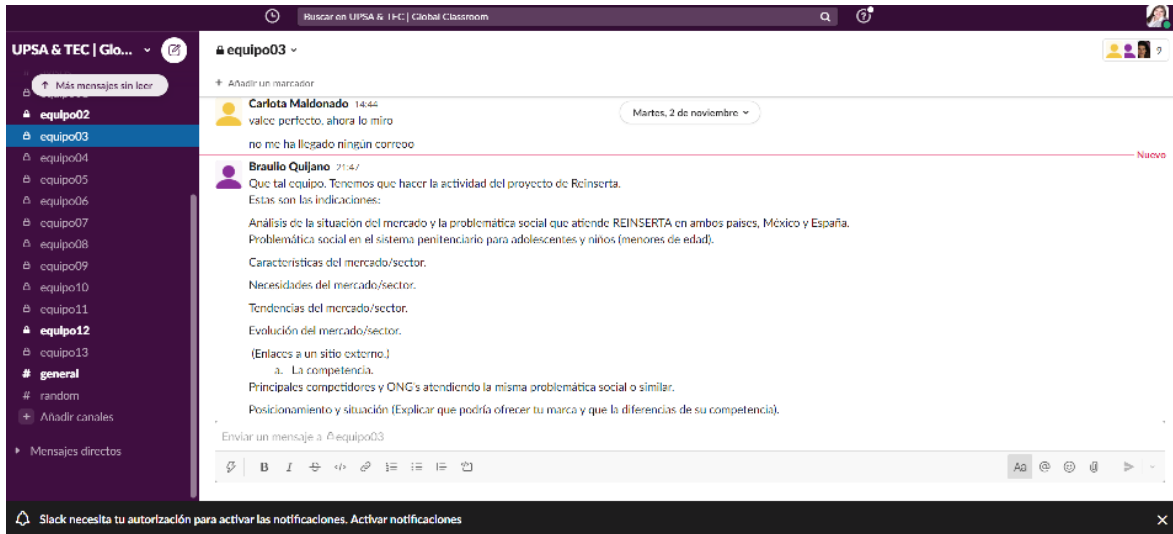 Buscar en UPSA & TEC | Global Classroom
UPSA & TEC | Glo...
Más mensajes sin leer
equipo02
equipo03
equipo04
equipo05
equipo06
equipo07
equipo08
equipo09
equipo10
equipo11
equipo12
equipo13
# general
# random
+ Añadir canales
Mensajes directos
equipo03
9
+ Añadir un marcador
Martes, 2 de noviembre
Carlota Maldonado 14:44
valee perfecto, ahora lo miro
no me ha llegado ningún correoo
Nuevo
Braulio Quijano 21:47
Que tal equipo. Tenemos que hacer la actividad del proyecto de Reinserta.
Estas son las indicaciones:
Análisis de la situación del mercado y la problemática social que atiende REINSERTA en ambos países, México y España.
Problemática social en el sistema penitenciario para adolescentes y niños (menores de edad).
Características del mercado/sector.
Necesidades del mercado/sector.
Tendencias del mercado/sector.
Evolución del mercado/sector.
(Enlaces a un sitio externo.)
a. La competencia.
Principales competidores y ONG's atendiendo la misma problemática social o similar.
Posicionamiento y situación (Explicar que podría ofrecer tu marca y que la diferencias de su competencia).
Enviar un mensaje a equipo03
B I Aa @
Slack necesita tu autorización para activar las notificaciones. Activar notificaciones